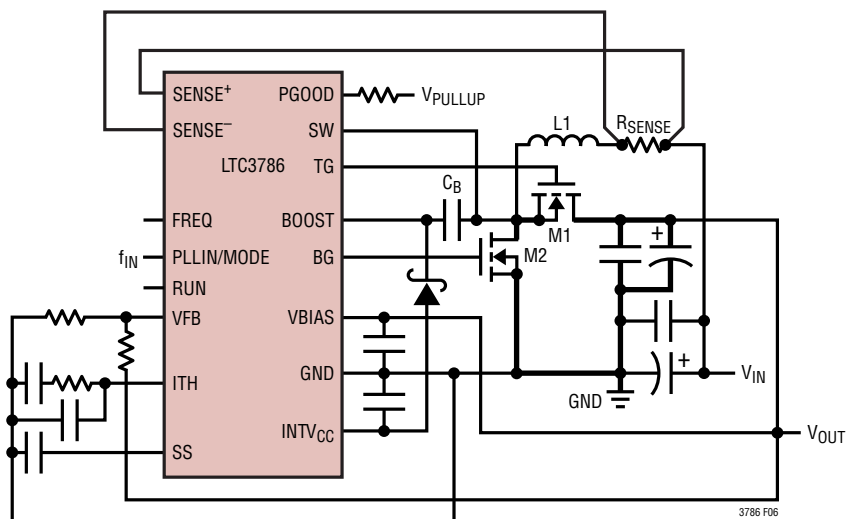 SENSE+
PGOOD
VPULLUP
SENSE–
SW
L1
RSENSE
LTC3786
TG
CB
FREQ
BOOST
M1
+
fIN
PLLIN/MODE
BG
M2
RUN
VFB
VBIAS
ITH
GND
+
VIN
GND
INTVCC
VOUT
SS
3786 F06